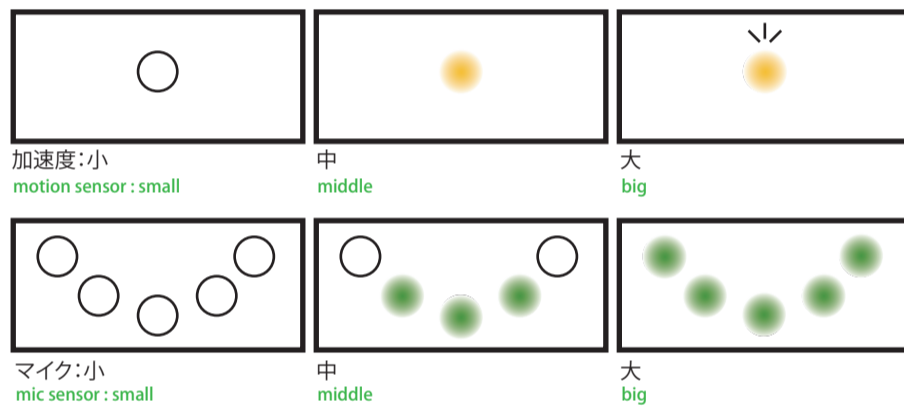 加速度：小
motion sensor : small
中
middle
大
big
マイク：小
mic sensor : small
中
middle
大
big